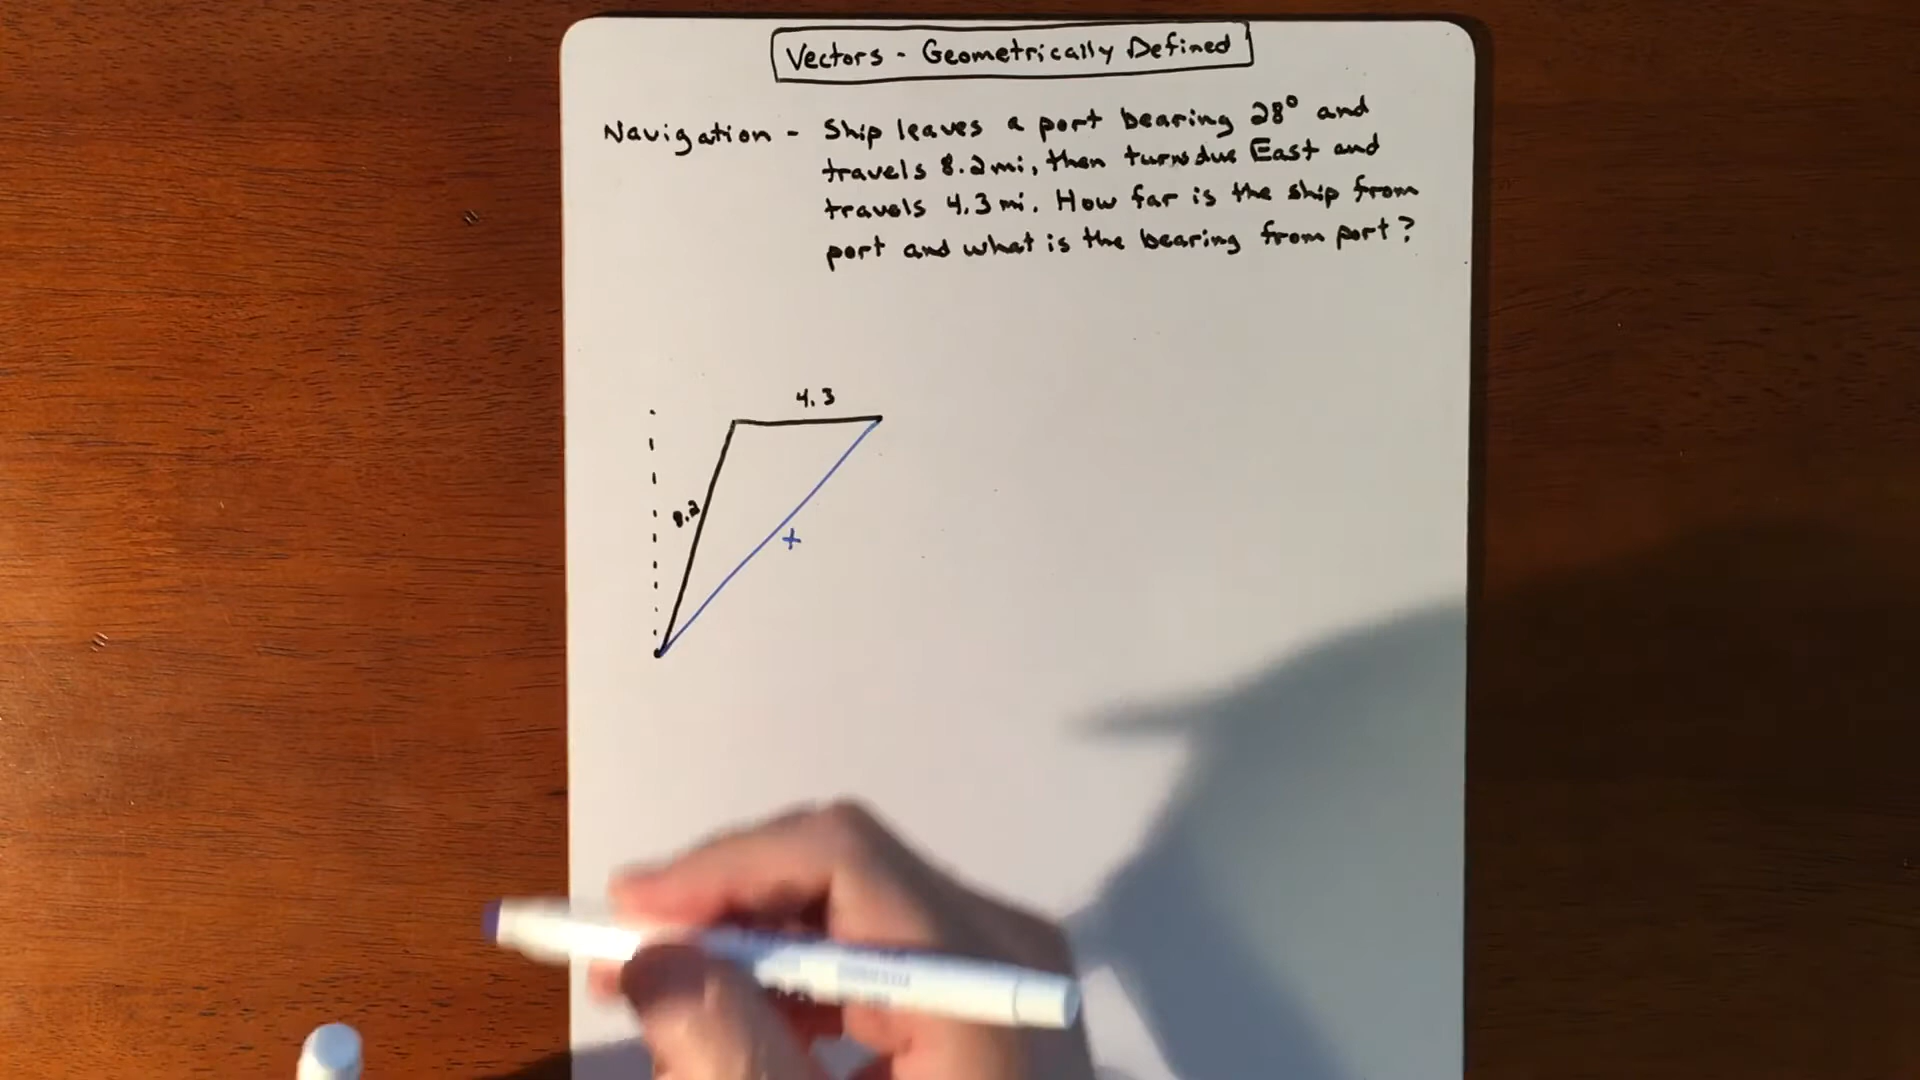 Vectors - Geometrically Defined
Navigation - Ship leaves a port bearing 28° and
travels 8.2mi, then turns due East and
travels 4.3 mi. How far is the ship from
port and what is the bearing from port?
4.3
8.2
x